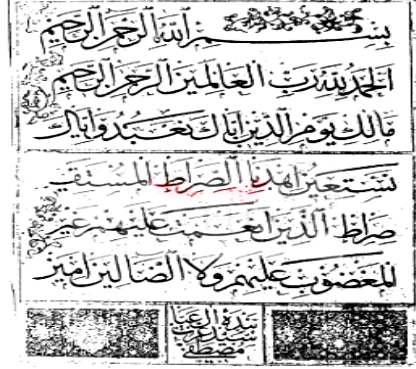 بسم الله الرحمن الرحيم
الحمد لله رب العالمين الرحمن الرحيم
مالك يوم الدين اياك نعبد واياك
نستعين اهدنا الصراط المستقيم
صراط الذين انعمت عليهم غير
المغضوب عليهم ولا الضالين امين
مصطفى